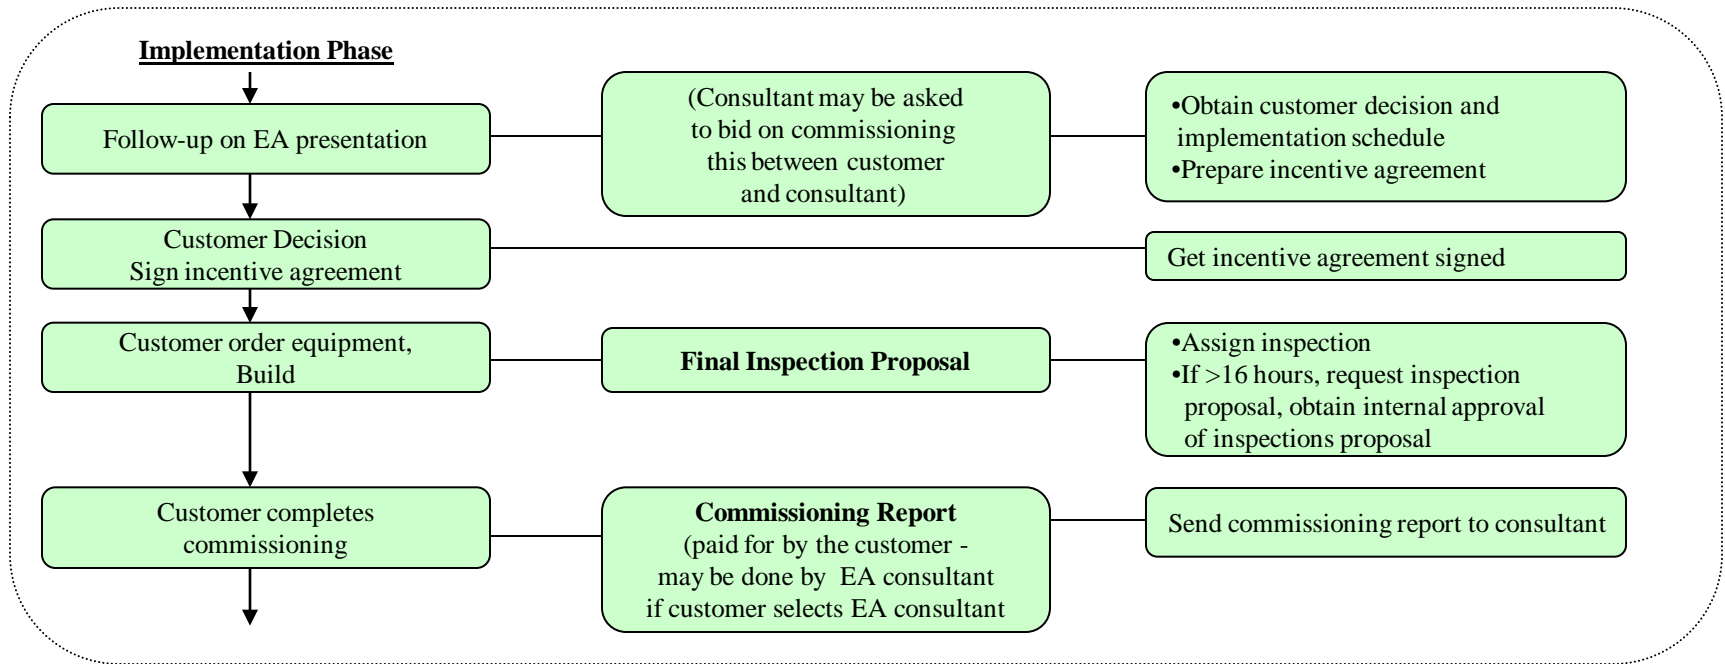 Implementation Phase
Follow-up on EA presentation
(Consultant may be asked
to bid on commissioning
this between customer
and consultant)
•Obtain customer decision and
implementation schedule
•Prepare incentive agreement
Customer Decision
Sign incentive agreement
Get incentive agreement signed
Customer order equipment,
Build
Final Inspection Proposal
•Assign inspection
•If >16 hours, request inspection
proposal, obtain internal approval
of inspections proposal
Customer completes
commissioning
Commissioning Report
(paid for by the customer -
may be done by EA consultant
if customer selects EA consultant
Send commissioning report to consultant